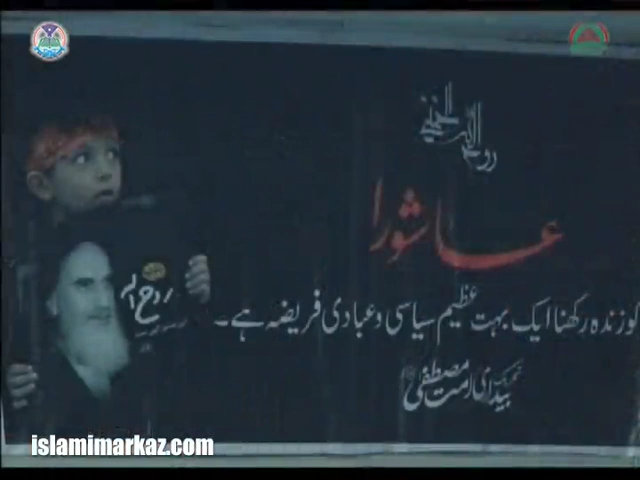 روح اللہ الخمینی
عاشورا
کو زندہ رکھنا ایک بہت عظیم سیاسی و عبادی فریضہ ہے۔
تحریک
بیداری امت مصطفیٰ
روح اللہ
islamimarkaz.com